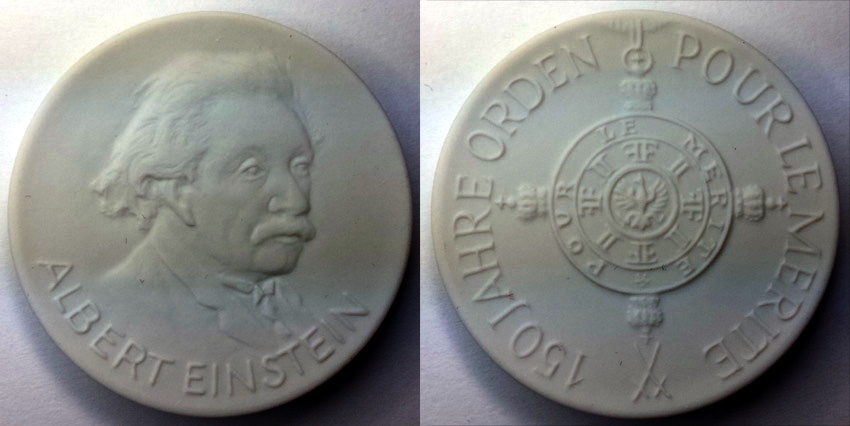 ALBERT EINSTEIN
150 JAHRE ORDEN POUR LE MERITE
POUR LE MERITE